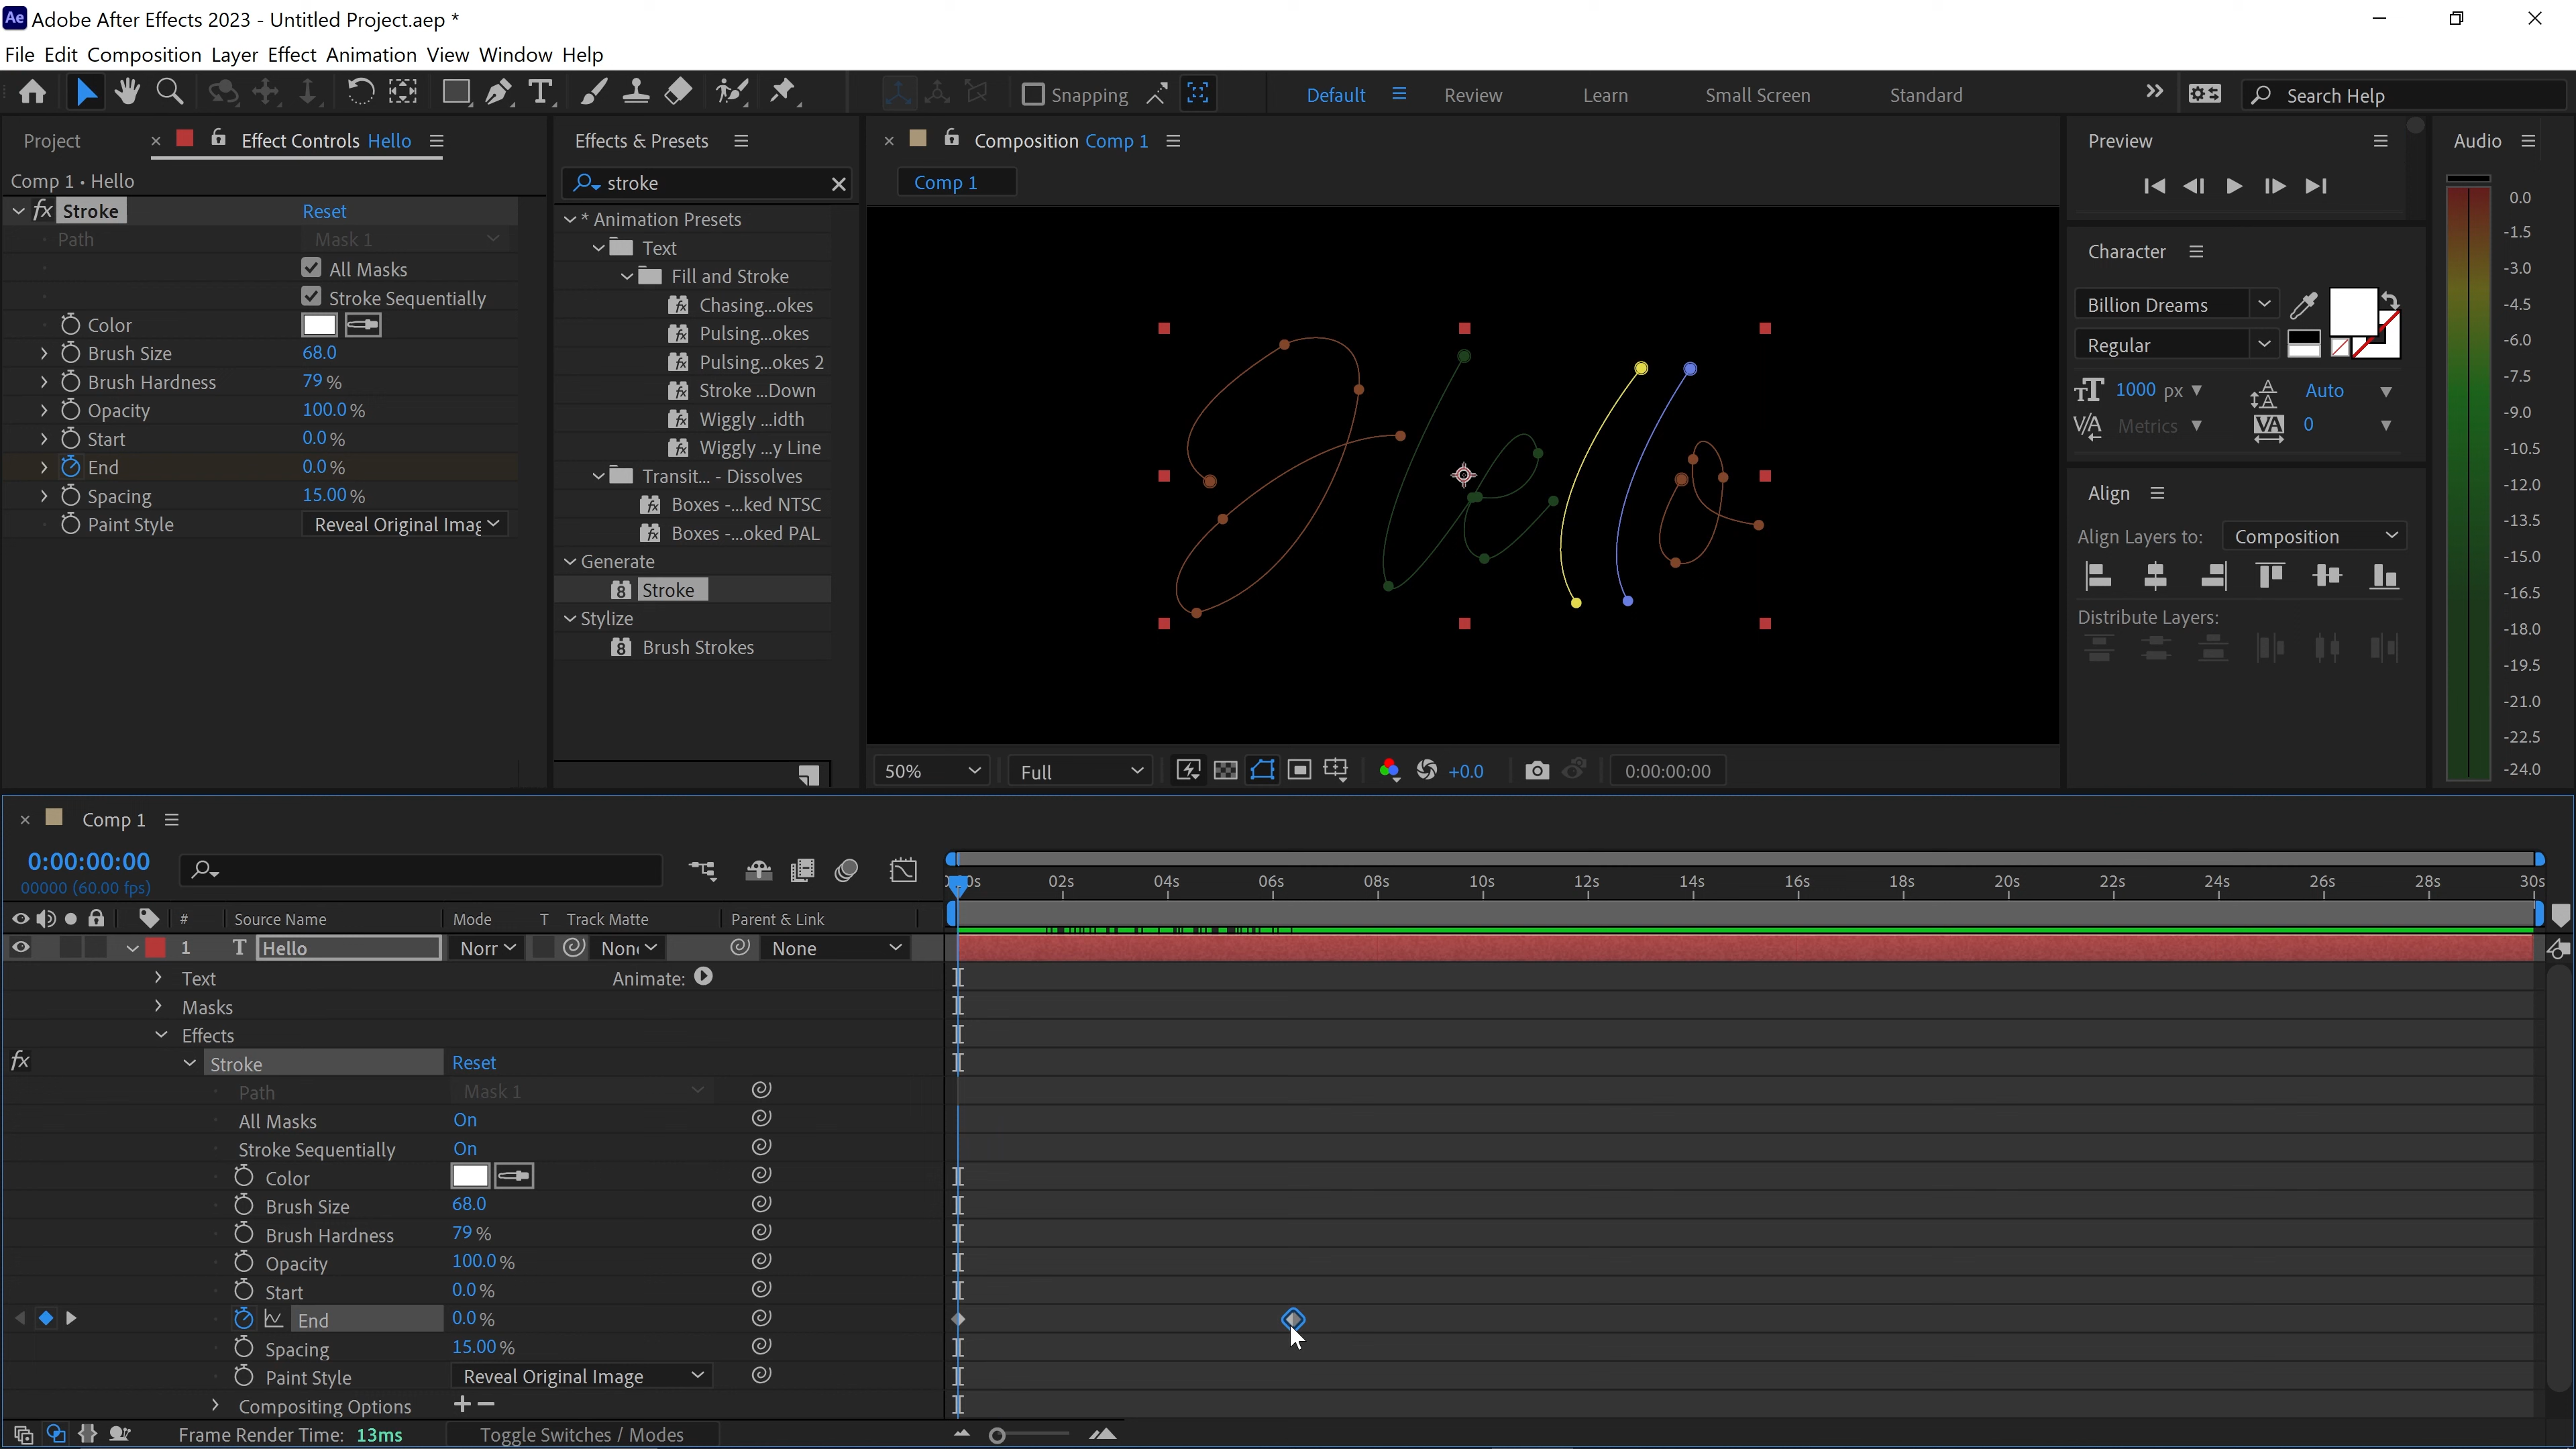 Adobe After Effects 2023 - Untitled Project.aep *
File Edit Composition Layer Effect Animation View Window Help
Snapping Default Review Learn Small Screen Standard Search Help
Project Effect Controls Hello
Comp 1 • Hello
fx Stroke Reset
Path Mask 1
All Masks
Stroke Sequentially
Color
Brush Size 68.0
Brush Hardness 79 %
Opacity 100.0 %
Start 0.0 %
End 0.0 %
Spacing 15.00 %
Paint Style Reveal Original Imag
Effects & Presets
stroke
* Animation Presets
Text
Fill and Stroke
Chasing...okes
Pulsing...okes
Pulsing...okes 2
Stroke ...Down
Wiggly ...idth
Wiggly ...y Line
Transit... - Dissolves
Boxes -...ked NTSC
Boxes -...oked PAL
Generate
Stroke
Stylize
Brush Strokes
Composition Comp 1
Comp 1
Hello
50% Full +0.0 0:00:00:00
Preview
Character
Billion Dreams
Regular
1000 px Auto
Metrics 0
Align
Align Layers to: Composition
Distribute Layers:
Audio
0.0
-1.5
-3.0
-4.5
-6.0
-7.5
-9.0
-10.5
-12.0
-13.5
-15.0
-16.5
-18.0
-19.5
-21.0
-22.5
-24.0
Comp 1
0:00:00:00
00000 (60.00 fps)
02s 04s 06s 08s 10s 12s 14s 16s 18s 20s 22s 24s 26s 28s 30s
# Source Name Mode T Track Matte Parent & Link
1 T Hello Norr None None
Text Animate:
Masks
Effects
fx Stroke Reset
Path Mask 1
All Masks On
Stroke Sequentially On
Color
Brush Size 68.0
Brush Hardness 79 %
Opacity 100.0 %
Start 0.0 %
End 0.0 %
Spacing 15.00 %
Paint Style Reveal Original Image
Compositing Options + −
Frame Render Time: 13ms Toggle Switches / Modes